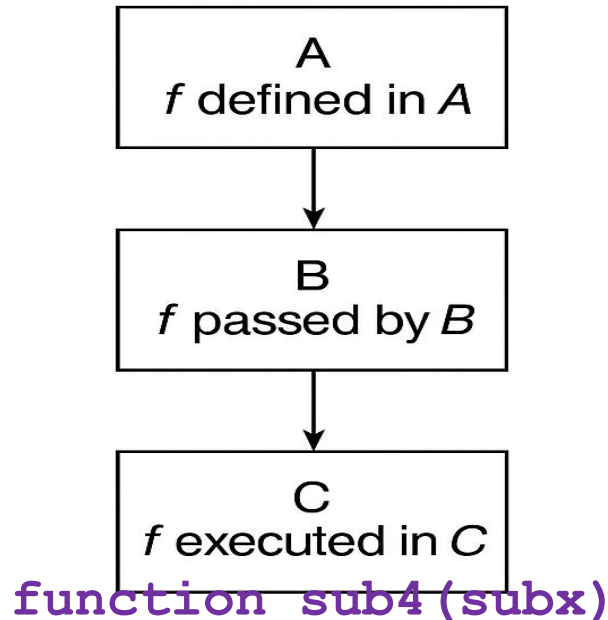 A
f defined in A
B
f passed by B
C
f executed in C
function sub4(subx)